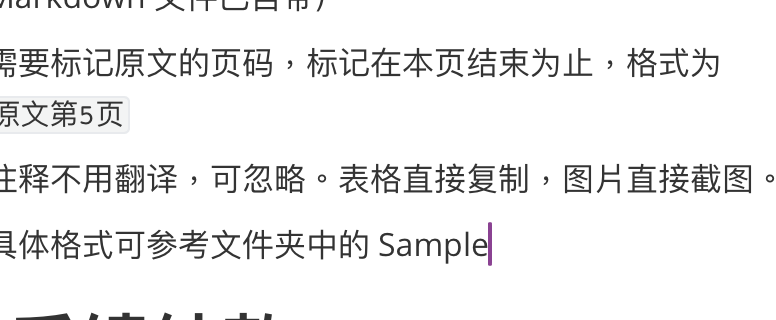 Markdown 文件已自带）
需要标记原文的页码，标记在本页结束为止，格式为
原文第5页
注释不用翻译，可忽略。表格直接复制，图片直接截图。
具体格式可参考文件夹中的 Sample